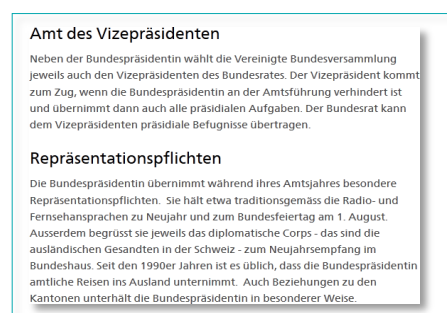 Amt des Vizepräsidenten
Neben der Bundespräsidentin wählt die Vereinigte Bundesversammlung
jeweils auch den Vizepräsidenten des Bundesrates. Der Vizepräsident kommt
zum Zug, wenn die Bundespräsidentin an der Amtsführung verhindert ist
und übernimmt dann auch alle präsidialen Aufgaben. Der Bundesrat kann
dem Vizepräsidenten präsidiale Befugnisse übertragen.
Repräsentationspflichten
Die Bundespräsidentin übernimmt während ihres Amtsjahres besondere
Repräsentationspflichten. Sie hält etwa traditionsgemäss die Radio- und
Fernsehansprachen zu Neujahr und zum Bundesfeiertag am 1. August.
Ausserdem begrüsst sie jeweils das diplomatische Corps - das sind die
ausländischen Gesandten in der Schweiz - zum Neujahrsempfang im
Bundeshaus. Seit den 1990er Jahren ist es üblich, dass die Bundespräsidentin
amtliche Reisen ins Ausland unternimmt. Auch Beziehungen zu den
Kantonen unterhält die Bundespräsidentin in besonderer Weise.